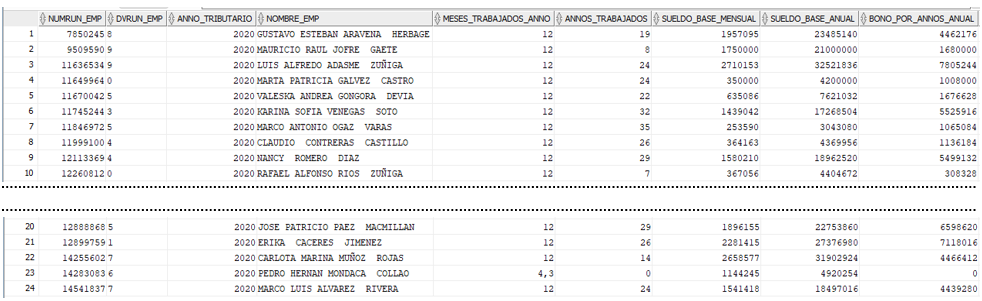 NUMRUN_EMP DVRUN_EMP ANNO_TRIBUTARIO NOMBRE_EMP MESES_TRABAJADOS_ANNO ANNOS_TRABAJADOS SUELDO_BASE_MENSUAL SUELDO_BASE_ANUAL BONO_POR_ANNOS_ANUAL
1 7850245 8 2020 GUSTAVO ESTEBAN ARAVENA  HERBAGE 12 19 1957095 23485140 4462176
2 9509590 9 2020 MAURICIO RAUL JOFRE  GAETE 12 8 1750000 21000000 1680000
3 11636534 9 2020 LUIS ALFREDO ADASME  ZUÑIGA 12 24 2710153 32521836 7805244
4 11649964 0 2020 MARTA PATRICIA GALVEZ  CASTRO 12 24 350000 4200000 1008000
5 11670042 5 2020 VALESKA ANDREA GONGORA  DEVIA 12 22 635086 7621032 1676628
6 11745244 3 2020 KARINA SOFIA VENEGAS  SOTO 12 32 1439042 17268504 5525916
7 11846972 5 2020 MARCO ANTONIO OGAZ  VARAS 12 35 253590 3043080 1065084
8 11999100 4 2020 CLAUDIO  CONTRERAS  CASTILLO 12 26 364163 4369956 1136184
9 12113369 4 2020 NANCY  ROMERO  DIAZ 12 29 1580210 18962520 5499132
10 12260812 0 2020 RAFAEL ALFONSO RIOS  ZUÑIGA 12 7 367056 4404672 308328
20 12888868 5 2020 JOSE PATRICIO PAEZ  MACMILLAN 12 29 1896155 22753860 6598620
21 12899759 1 2020 ERIKA  CACERES  JIMENEZ 12 26 2281415 27376980 7118016
22 14255602 7 2020 CARLOTA MARINA MUÑOZ  ROJAS 12 14 2658577 31902924 4466412
23 14283083 6 2020 PEDRO HERNAN MONDACA  COLLAO 4,3 0 1144245 4920254 0
24 14541837 7 2020 MARCO LUIS ALVAREZ  RIVERA 12 24 1541418 18497016 4439280